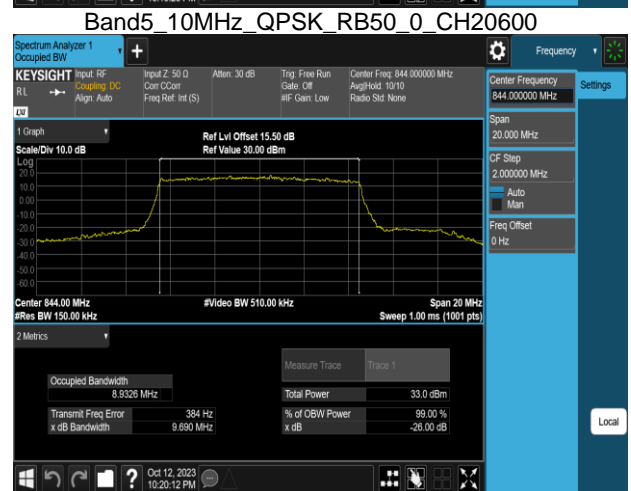 Band5_10MHz_QPSK_RB50_0_CH20600
Spectrum Analyzer 1
Occupied BW
Frequency
KEYSIGHT
Input: RF
Input Z: 50 Ω
Atten: 30 dB
Trig: Free Run
Center Freq: 844.000000 MHz
RL
Coupling: DC
Corr CCorr
Gate: Off
Avg|Hold: 10/10
Align: Auto
Freq Ref: Int (S)
#IF Gain: Low
Radio Std: None
LXI
Center Frequency
844.000000 MHz
Settings
Span
20.000 MHz
CF Step
2.000000 MHz
Auto
Man
Freq Offset
0 Hz
1 Graph
Ref Lvl Offset 15.50 dB
Scale/Div 10.0 dB
Ref Value 30.00 dBm
Log
20.0
10.0
0.00
-10.0
-20.0
-30.0
-40.0
-50.0
-60.0
Center 844.00 MHz
#Video BW 510.00 kHz
Span 20 MHz
#Res BW 150.00 kHz
Sweep 1.00 ms (1001 pts)
2 Metrics
Measure Trace
Trace 1
Occupied Bandwidth
8.9326 MHz
Total Power
33.0 dBm
Transmit Freq Error
384 Hz
% of OBW Power
99.00 %
x dB Bandwidth
9.690 MHz
x dB
-26.00 dB
Local
Oct 12, 2023
10:20:12 PM